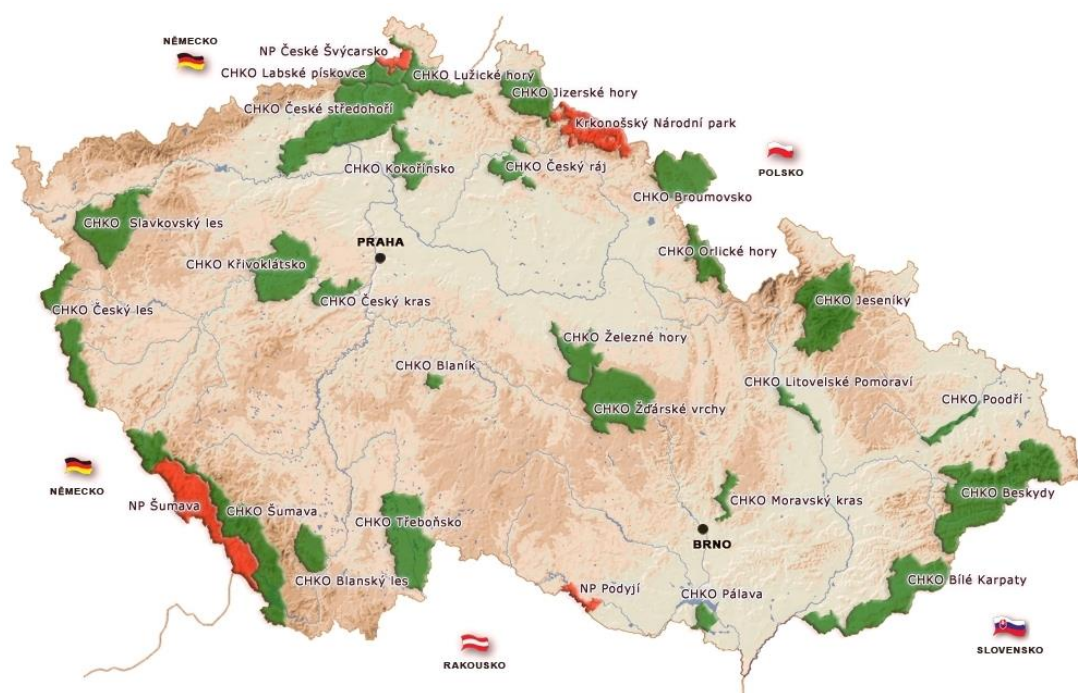 NĚMECKO
NP České Švýcarsko
CHKO Labské pískovce
CHKO Lužické hory
CHKO Jizerské hory
CHKO České středohoří
Krkonošský Národní park
CHKO Kokořínsko
CHKO Český ráj
POLSKO
CHKO Broumovsko
CHKO Slavkovský les
PRAHA
CHKO Orlické hory
CHKO Křivoklátsko
CHKO Český kras
CHKO Jeseníky
CHKO Český les
CHKO Železné hory
CHKO Blaník
CHKO Litovelské Pomoraví
CHKO Poodří
CHKO Žďárské vrchy
NĚMECKO
CHKO Beskydy
CHKO Moravský kras
NP Šumava
CHKO Šumava
CHKO Třeboňsko
BRNO
CHKO Blanský les
CHKO Bílé Karpaty
NP Podyjí
CHKO Pálava
SLOVENSKO
RAKOUSKO